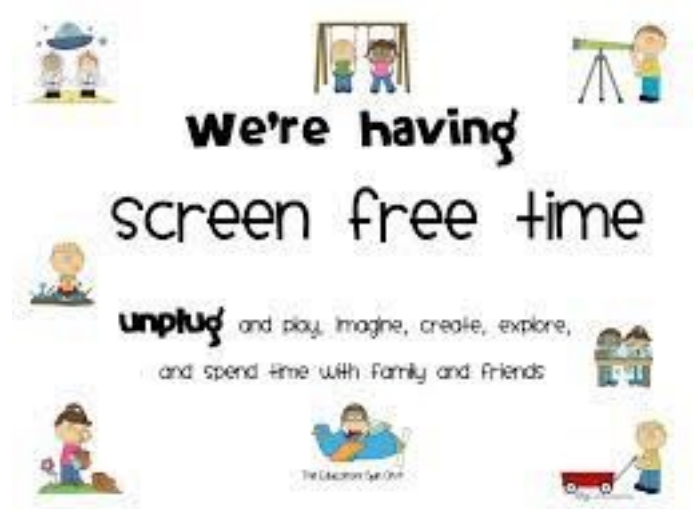 We're having
screen free time
unplug and play, imagine, create, explore,
and spend time with family and friends